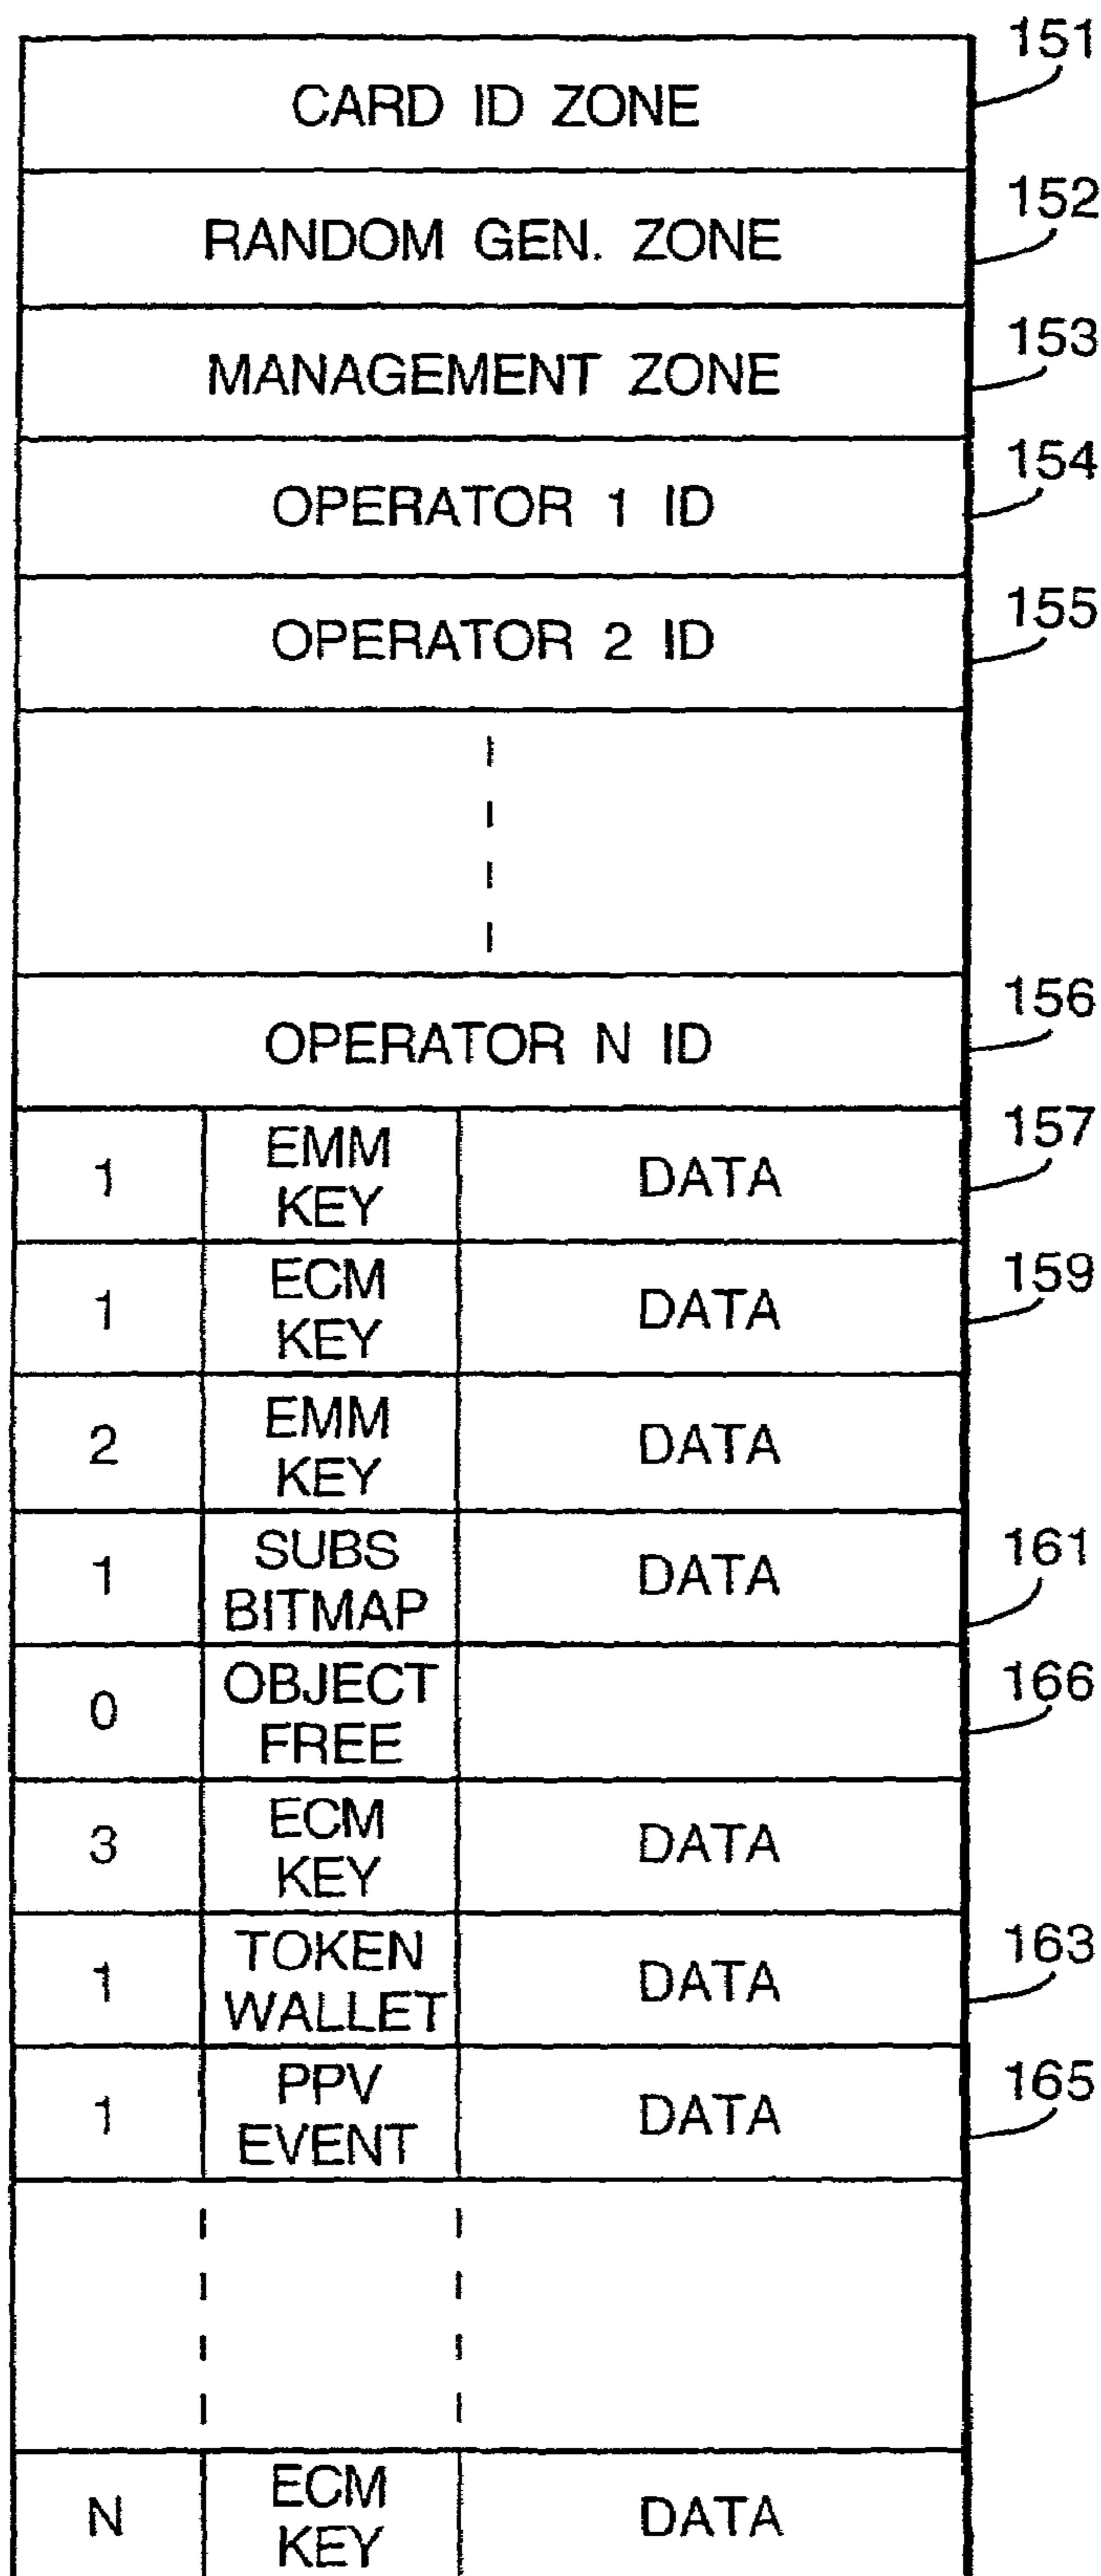 151
CARD ID ZONE
152
RANDOM GEN. ZONE
153
MANAGEMENT ZONE
154
OPERATOR 1 ID
155
OPERATOR 2 ID
156
OPERATOR N ID
157
1 EMM KEY DATA
159
1 ECM KEY DATA
2 EMM KEY DATA
161
1 SUBS BITMAP DATA
166
0 OBJECT FREE
3 ECM KEY DATA
163
1 TOKEN WALLET DATA
165
1 PPV EVENT DATA
N ECM KEY DATA